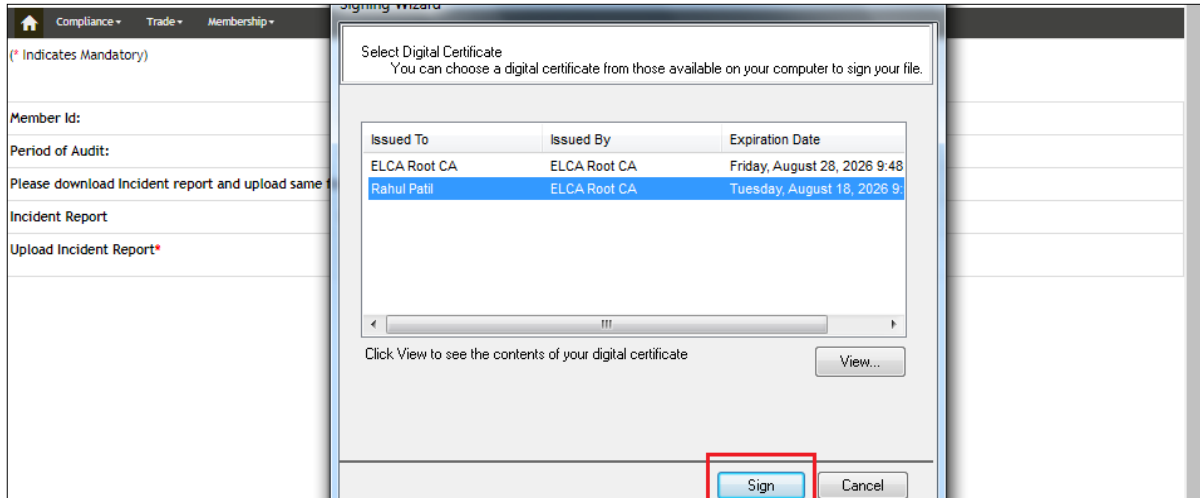 Signing Wizard
Compliance Trade Membership
(* Indicates Mandatory)
Select Digital Certificate
You can choose a digital certificate from those available on your computer to sign your file.
Member Id:
Period of Audit:
Please download Incident report and upload same
Incident Report
Upload Incident Report*
Issued To Issued By Expiration Date
ELCA Root CA ELCA Root CA Friday, August 28, 2026 9:48
Rahul Patil ELCA Root CA Tuesday, August 18, 2026 9:
Click View to see the contents of your digital certificate
View...
Sign Cancel